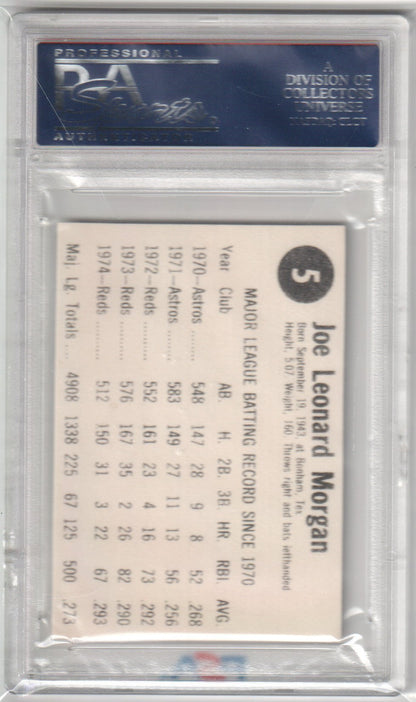 PROFESSIONAL
PSA
AUTHENTICATOR
A
DIVISION OF
COLLECTORS
UNIVERSE
NASDAQ: CLCT
5
Joe Leonard Morgan
Born September 19, 1943, at Bonham, Tex.
Height, 5.07. Weight, 160. Throws right and bats lefthanded
MAJOR LEAGUE BATTING RECORD SINCE 1970
Year Club AB. H. 2B. 3B. HR. RBI. AVG.
1970—Astros .......... 548 147 28 9 8 52 .268
1971—Astros .......... 583 149 27 11 13 56 .256
1972—Reds .......... 552 161 23 4 16 73 .292
1973—Reds .......... 576 167 35 2 26 82 .290
1974—Reds .......... 512 150 31 3 22 67 .293
Maj. Lg. Totals .... 4908 1338 225 67 125 500 .273